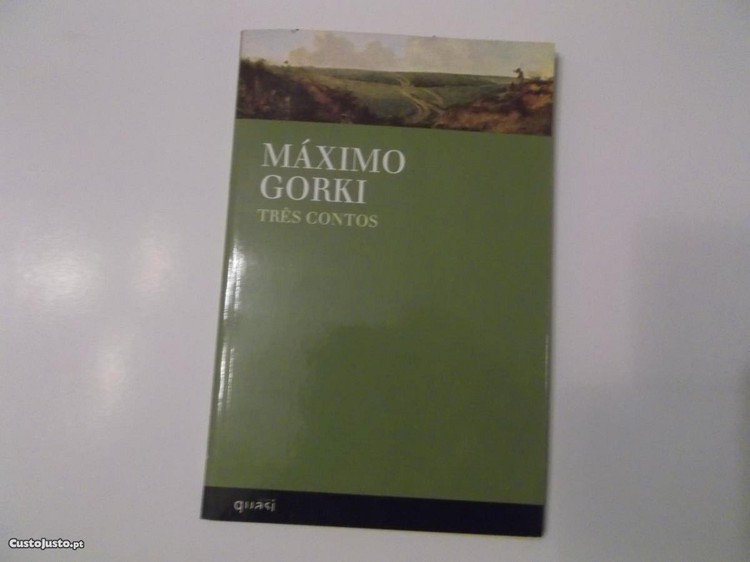 MÁXIMO
GORKI
TRÊS CONTOS
quasi
CustoJusto.pt